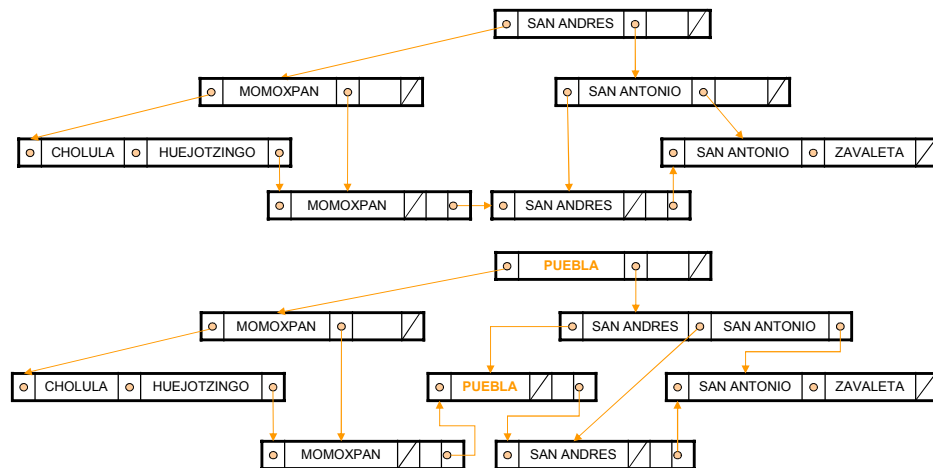 SAN ANDRES
MOMOXPAN
SAN ANTONIO
CHOLULA HUEJOTZINGO
SAN ANTONIO ZAVALETA
MOMOXPAN
SAN ANDRES
PUEBLA
MOMOXPAN
SAN ANDRES SAN ANTONIO
CHOLULA HUEJOTZINGO
PUEBLA
SAN ANTONIO ZAVALETA
MOMOXPAN
SAN ANDRES